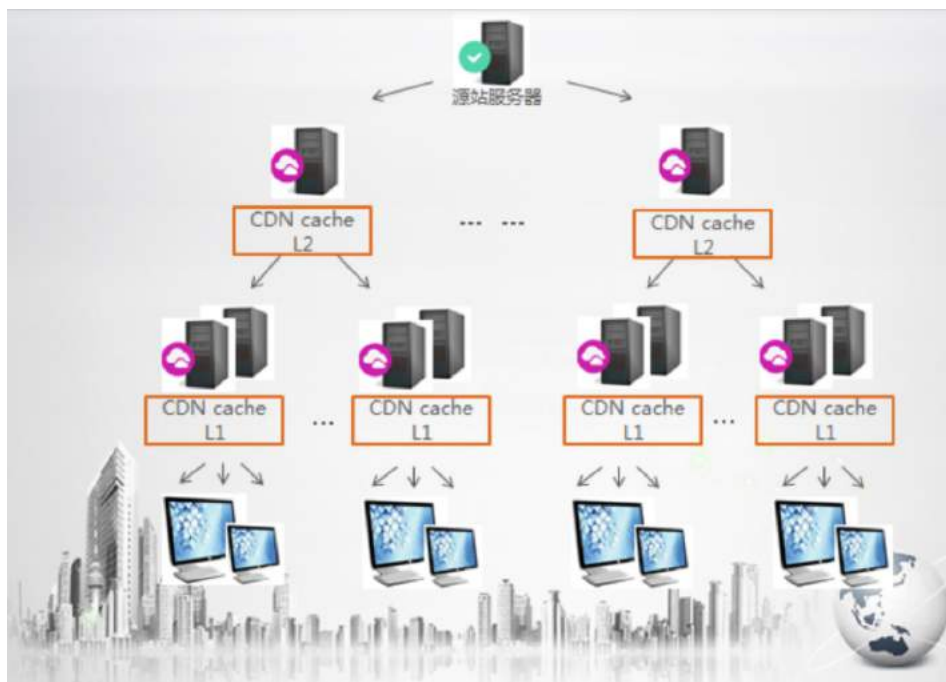 源站服务器
CDN cache
L2
... ...
CDN cache
L2
CDN cache
L1
...
CDN cache
L1
CDN cache
L1
...
CDN cache
L1